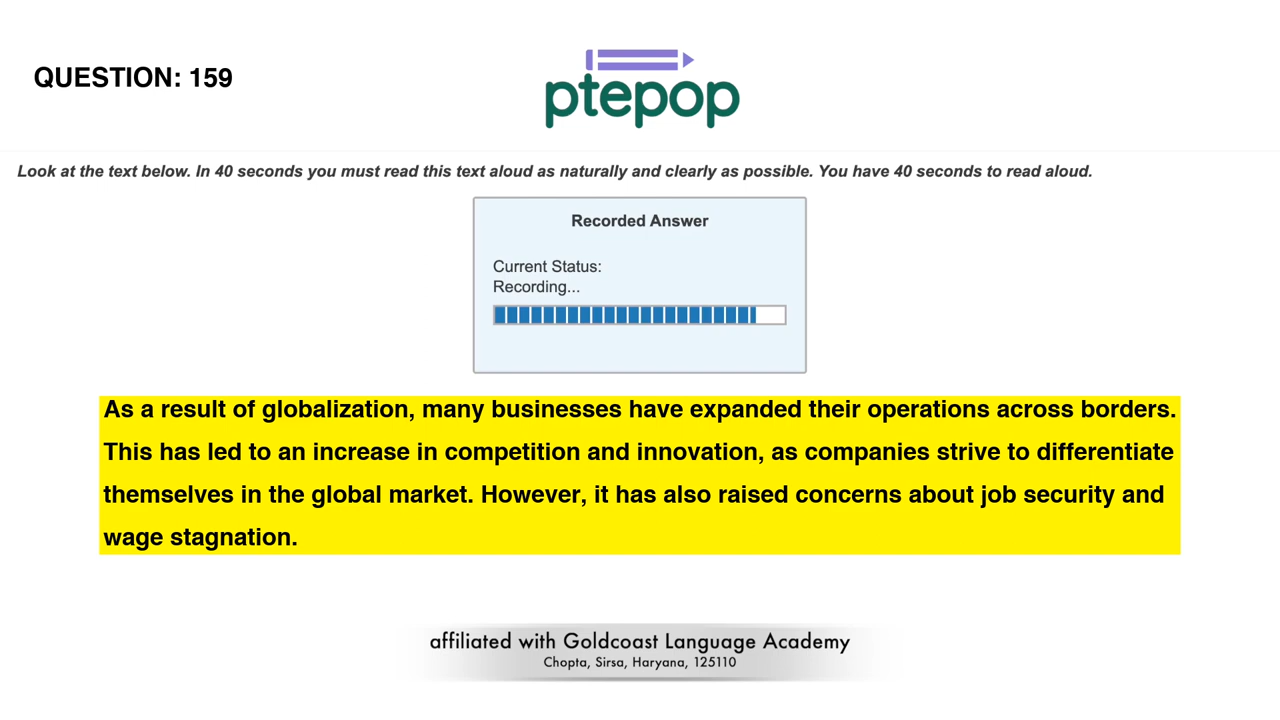 QUESTION: 159
ptepop
Look at the text below. In 40 seconds you must read this text aloud as naturally and clearly as possible. You have 40 seconds to read aloud.
Recorded Answer
Current Status:
Recording...
As a result of globalization, many businesses have expanded their operations across borders.
This has led to an increase in competition and innovation, as companies strive to differentiate
themselves in the global market. However, it has also raised concerns about job security and
wage stagnation.
affiliated with Goldcoast Language Academy
Chopta, Sirsa, Haryana, 125110